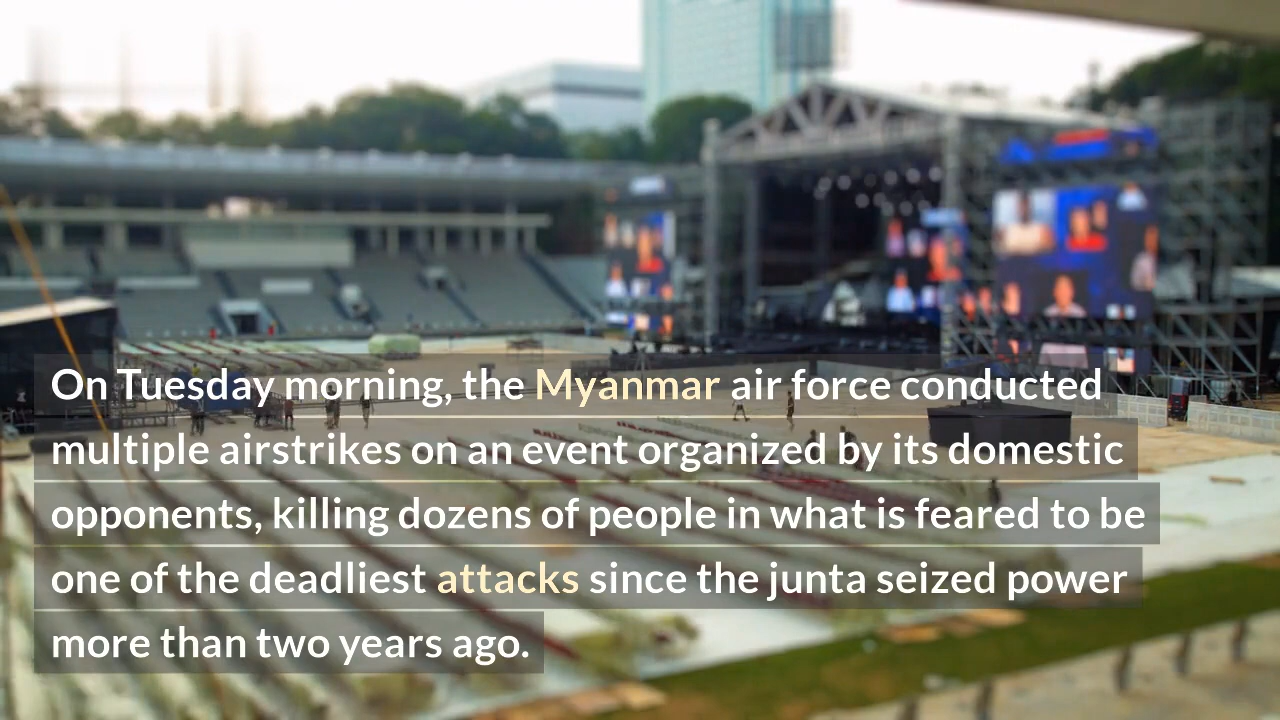 On Tuesday morning, the Myanmar air force conducted
multiple airstrikes on an event organized by its domestic
opponents, killing dozens of people in what is feared to be
one of the deadliest attacks since the junta seized power
more than two years ago.